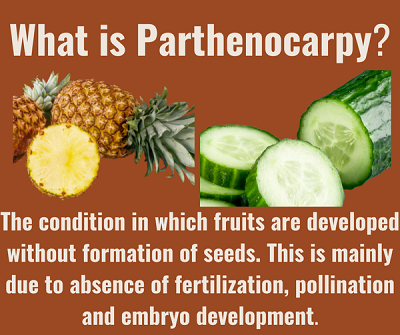 What is Parthenocarpy?
The condition in which fruits are developed
without formation of seeds. This is mainly
due to absence of fertilization, pollination
and embryo development.